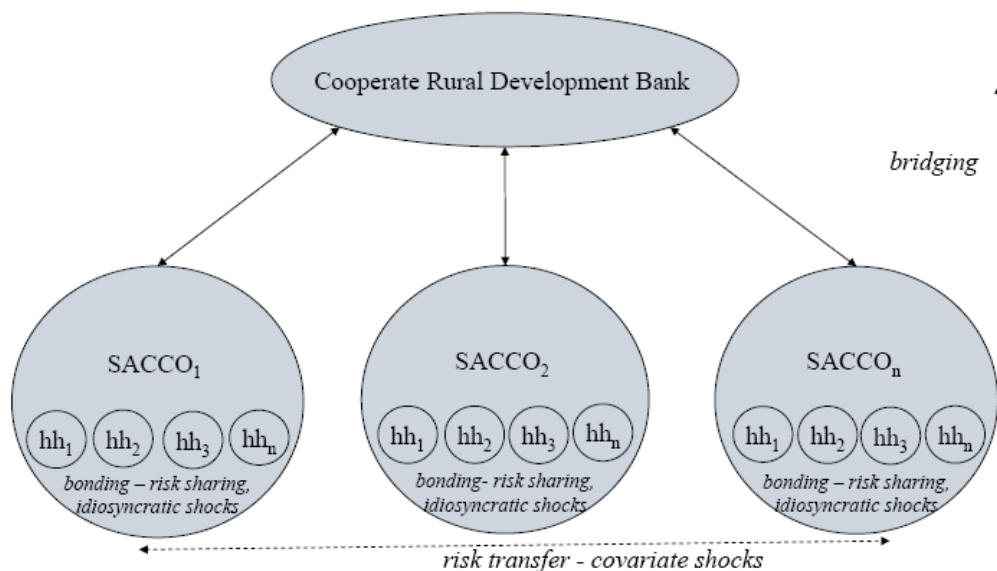 Cooperate Rural Development Bank
bridging
SACCO₁
hh₁ hh₂ hh₃ hhₙ
bonding – risk sharing,
idiosyncratic shocks
SACCO₂
hh₁ hh₂ hh₃ hhₙ
bonding- risk sharing,
idiosyncratic shocks
SACCOₙ
hh₁ hh₂ hh₃ hhₙ
bonding – risk sharing,
idiosyncratic shocks
risk transfer - covariate shocks